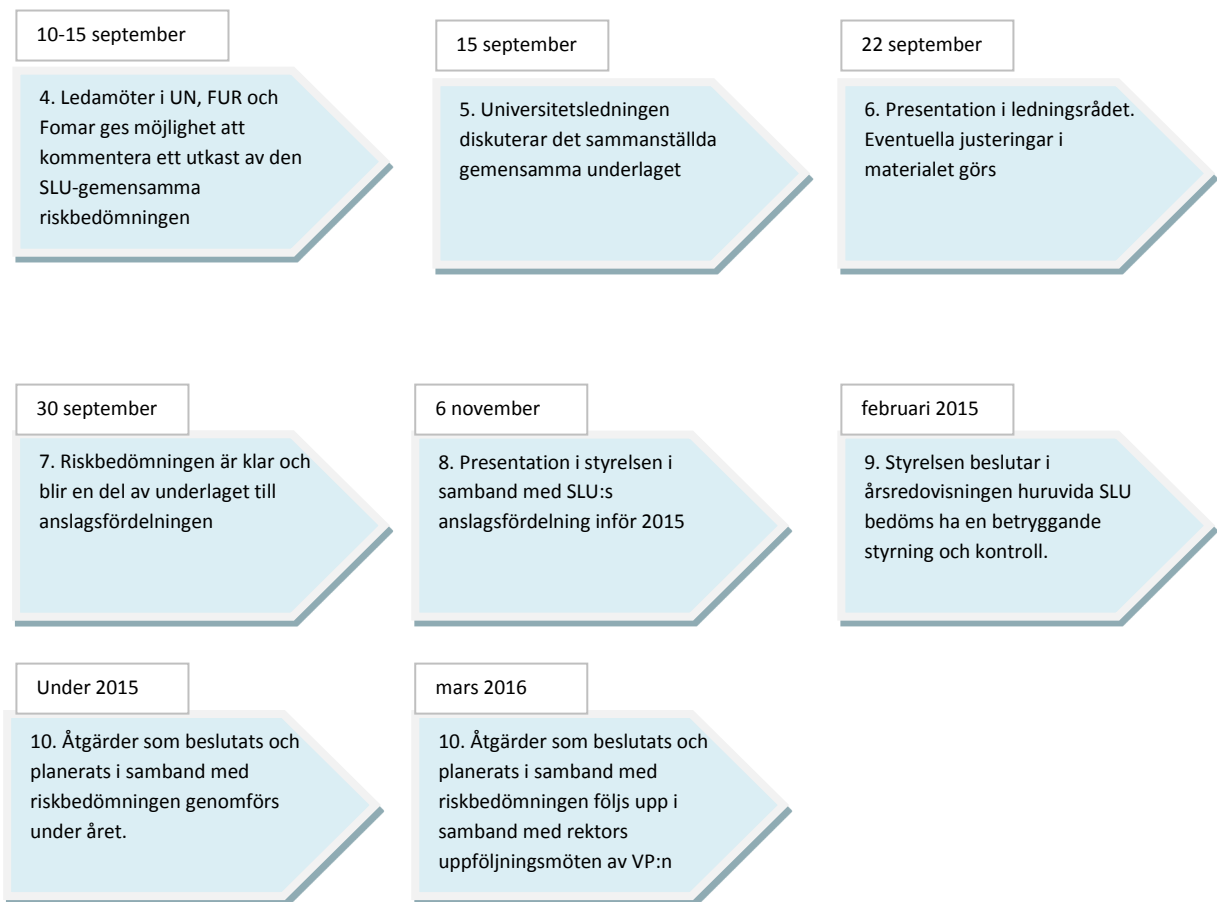 10-15 september
4. Ledamöter i UN, FUR och
Fomar ges möjlighet att
kommentera ett utkast av den
SLU-gemensamma
riskbedömningen
15 september
5. Universitetsledningen
diskuterar det sammanställda
gemensamma underlaget
22 september
6. Presentation i ledningsrådet.
Eventuella justeringar i
materialet görs
30 september
7. Riskbedömningen är klar och
blir en del av underlaget till
anslagsfördelningen
6 november
8. Presentation i styrelsen i
samband med SLU:s
anslagsfördelning inför 2015
februari 2015
9. Styrelsen beslutar i
årsredovisningen huruvida SLU
bedöms ha en betryggande
styrning och kontroll.
Under 2015
10. Åtgärder som beslutats och
planerats i samband med
riskbedömningen genomförs
under året.
mars 2016
10. Åtgärder som beslutats och
planerats i samband med
riskbedömningen följs upp i
samband med rektors
uppföljningsmöten av VP:n